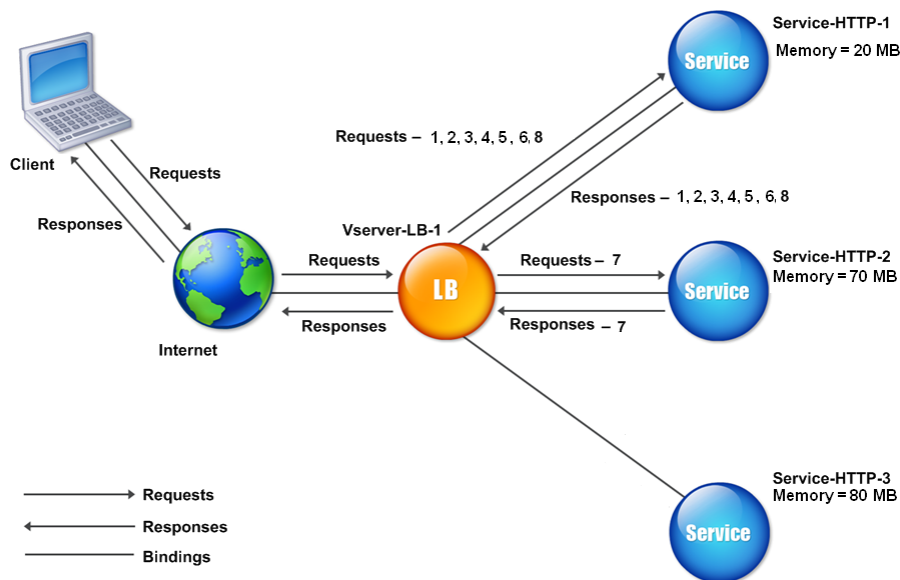 Service-HTTP-1
Memory = 20 MB
Service
Client
Requests
Responses
Requests – 1, 2, 3, 4, 5, 6, 8
Responses – 1, 2, 3, 4, 5, 6, 8
Vserver-LB-1
Requests
LB
Responses
Internet
Requests – 7
Responses – 7
Service-HTTP-2
Memory = 70 MB
Service
Service-HTTP-3
Memory = 80 MB
Service
Requests
Responses
Bindings